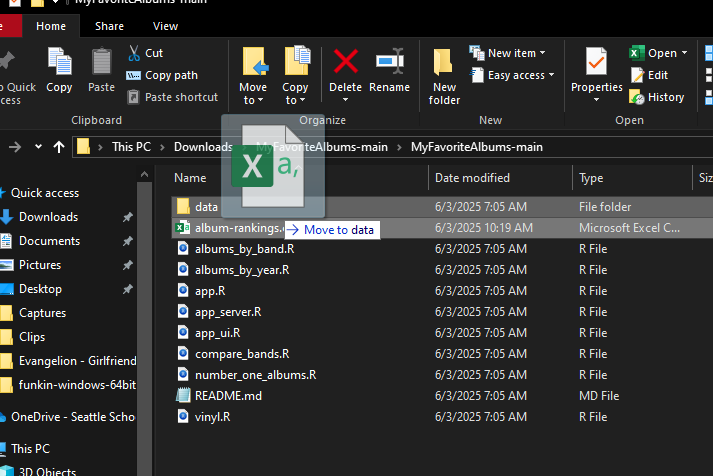 MyFavoriteAlbums-main
Home Share View
Cut
Copy path
Paste shortcut
Copy Paste
Move to
Copy to
Delete Rename
New folder
New item
Easy access
Properties
Open
Edit
History
Quick access
Clipboard Organize New Open
This PC Downloads MyFavoriteAlbums-main MyFavoriteAlbums-main
Name Date modified Type
data 6/3/2025 7:05 AM File folder
album-rankings. 6/3/2025 10:19 AM Microsoft Excel C...
Move to data
albums_by_band.R 6/3/2025 7:05 AM R File
albums_by_year.R 6/3/2025 7:05 AM R File
app.R 6/3/2025 7:05 AM R File
app_server.R 6/3/2025 7:05 AM R File
app_ui.R 6/3/2025 7:05 AM R File
compare_bands.R 6/3/2025 7:05 AM R File
number_one_albums.R 6/3/2025 7:05 AM R File
README.md 6/3/2025 7:05 AM MD File
vinyl.R 6/3/2025 7:05 AM R File
X a,
Quick access
Downloads
Documents
Pictures
Desktop
Captures
Clips
Evangelion - Girlfriend
funkin-windows-64bit
OneDrive - Seattle Scho
This PC
3D Objects